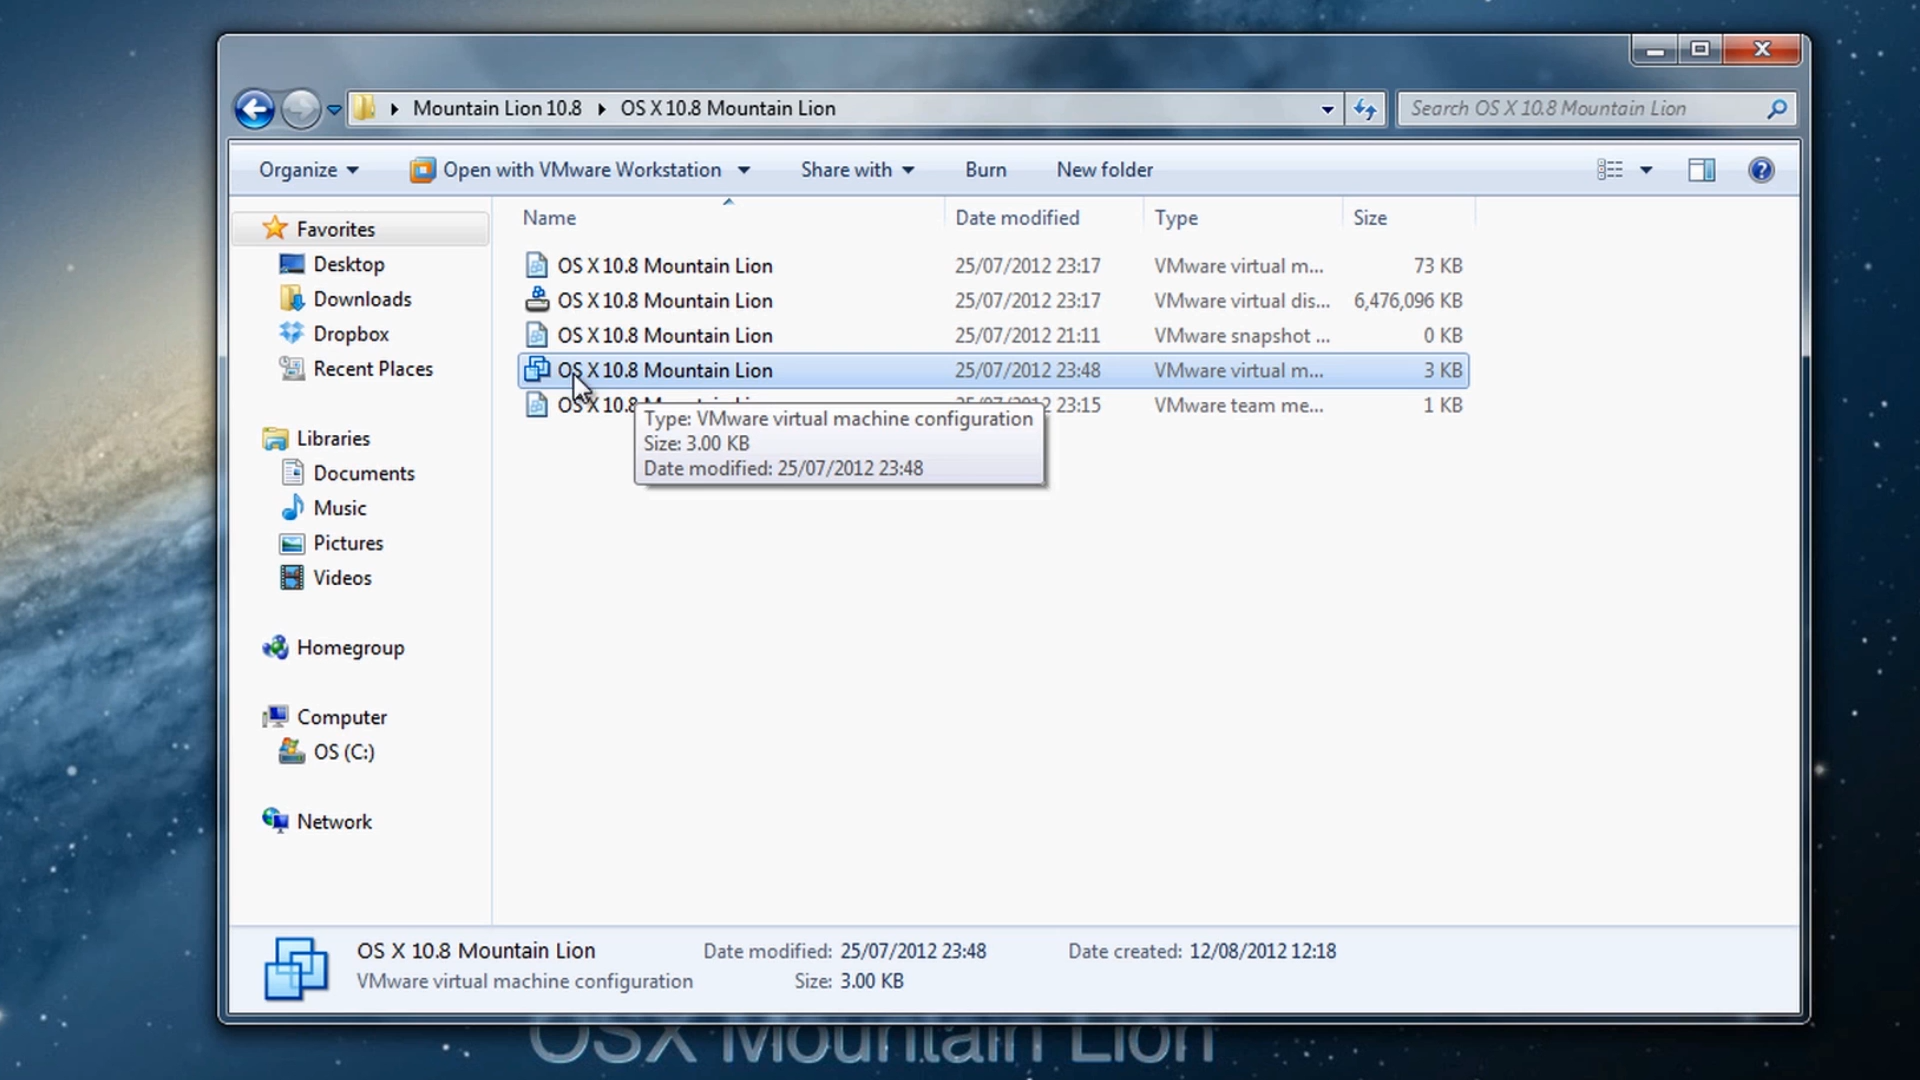 Mountain Lion 10.8 OS X 10.8 Mountain Lion Search OS X 10.8 Mountain Lion
Organize Open with VMware Workstation Share with Burn New folder
Name Date modified Type Size
OS X 10.8 Mountain Lion 25/07/2012 23:17 VMware virtual m... 73 KB
OS X 10.8 Mountain Lion 25/07/2012 23:17 VMware virtual dis... 6,476,096 KB
OS X 10.8 Mountain Lion 25/07/2012 21:11 VMware snapshot ... 0 KB
OS X 10.8 Mountain Lion 25/07/2012 23:48 VMware virtual m... 3 KB
OS X 10.8 23:15 VMware team me... 1 KB
Type: VMware virtual machine configuration
Size: 3.00 KB
Date modified: 25/07/2012 23:48
Favorites
Desktop
Downloads
Dropbox
Recent Places
Libraries
Documents
Music
Pictures
Videos
Homegroup
Computer
OS (C:)
Network
OS X 10.8 Mountain Lion Date modified: 25/07/2012 23:48 Date created: 12/08/2012 12:18
VMware virtual machine configuration Size: 3.00 KB
OSX Mountain Lion